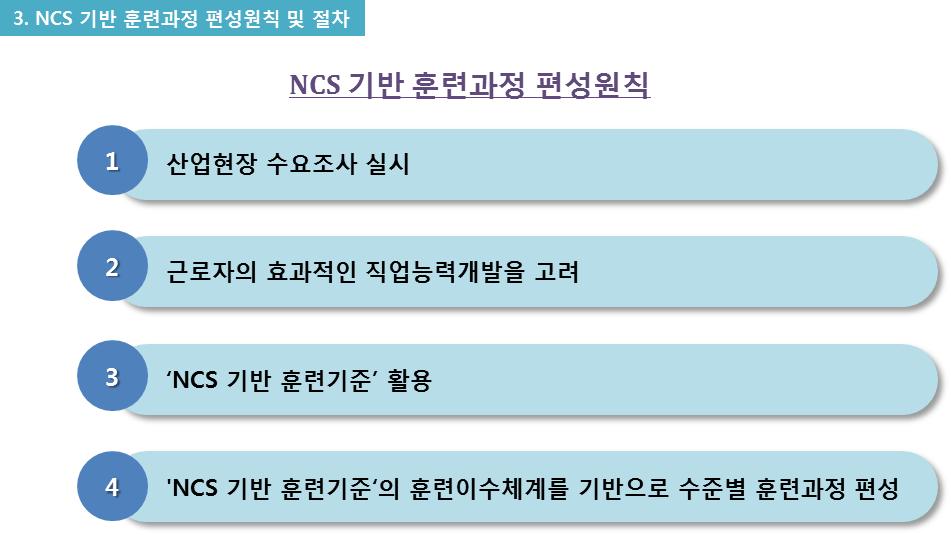 3. NCS 기반 훈련과정 편성원칙 및 절차
NCS 기반 훈련과정 편성원칙
1 산업현장 수요조사 실시
2 근로자의 효과적인 직업능력개발을 고려
3 ‘NCS 기반 훈련기준’ 활용
4 'NCS 기반 훈련기준‘의 훈련이수체계를 기반으로 수준별 훈련과정 편성